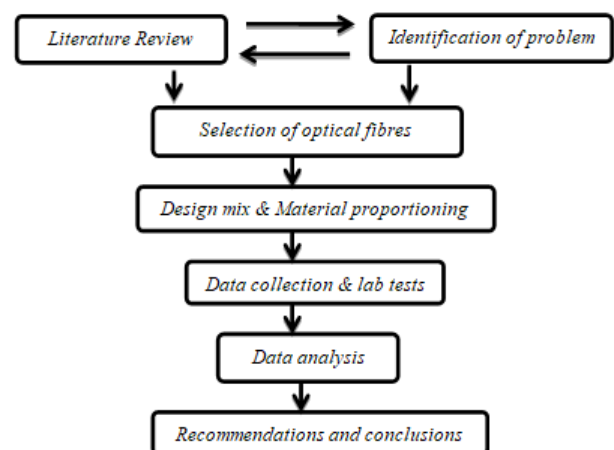 Literature Review
Identification of problem
Selection of optical fibres
Design mix & Material proportioning
Data collection & lab tests
Data analysis
Recommendations and conclusions